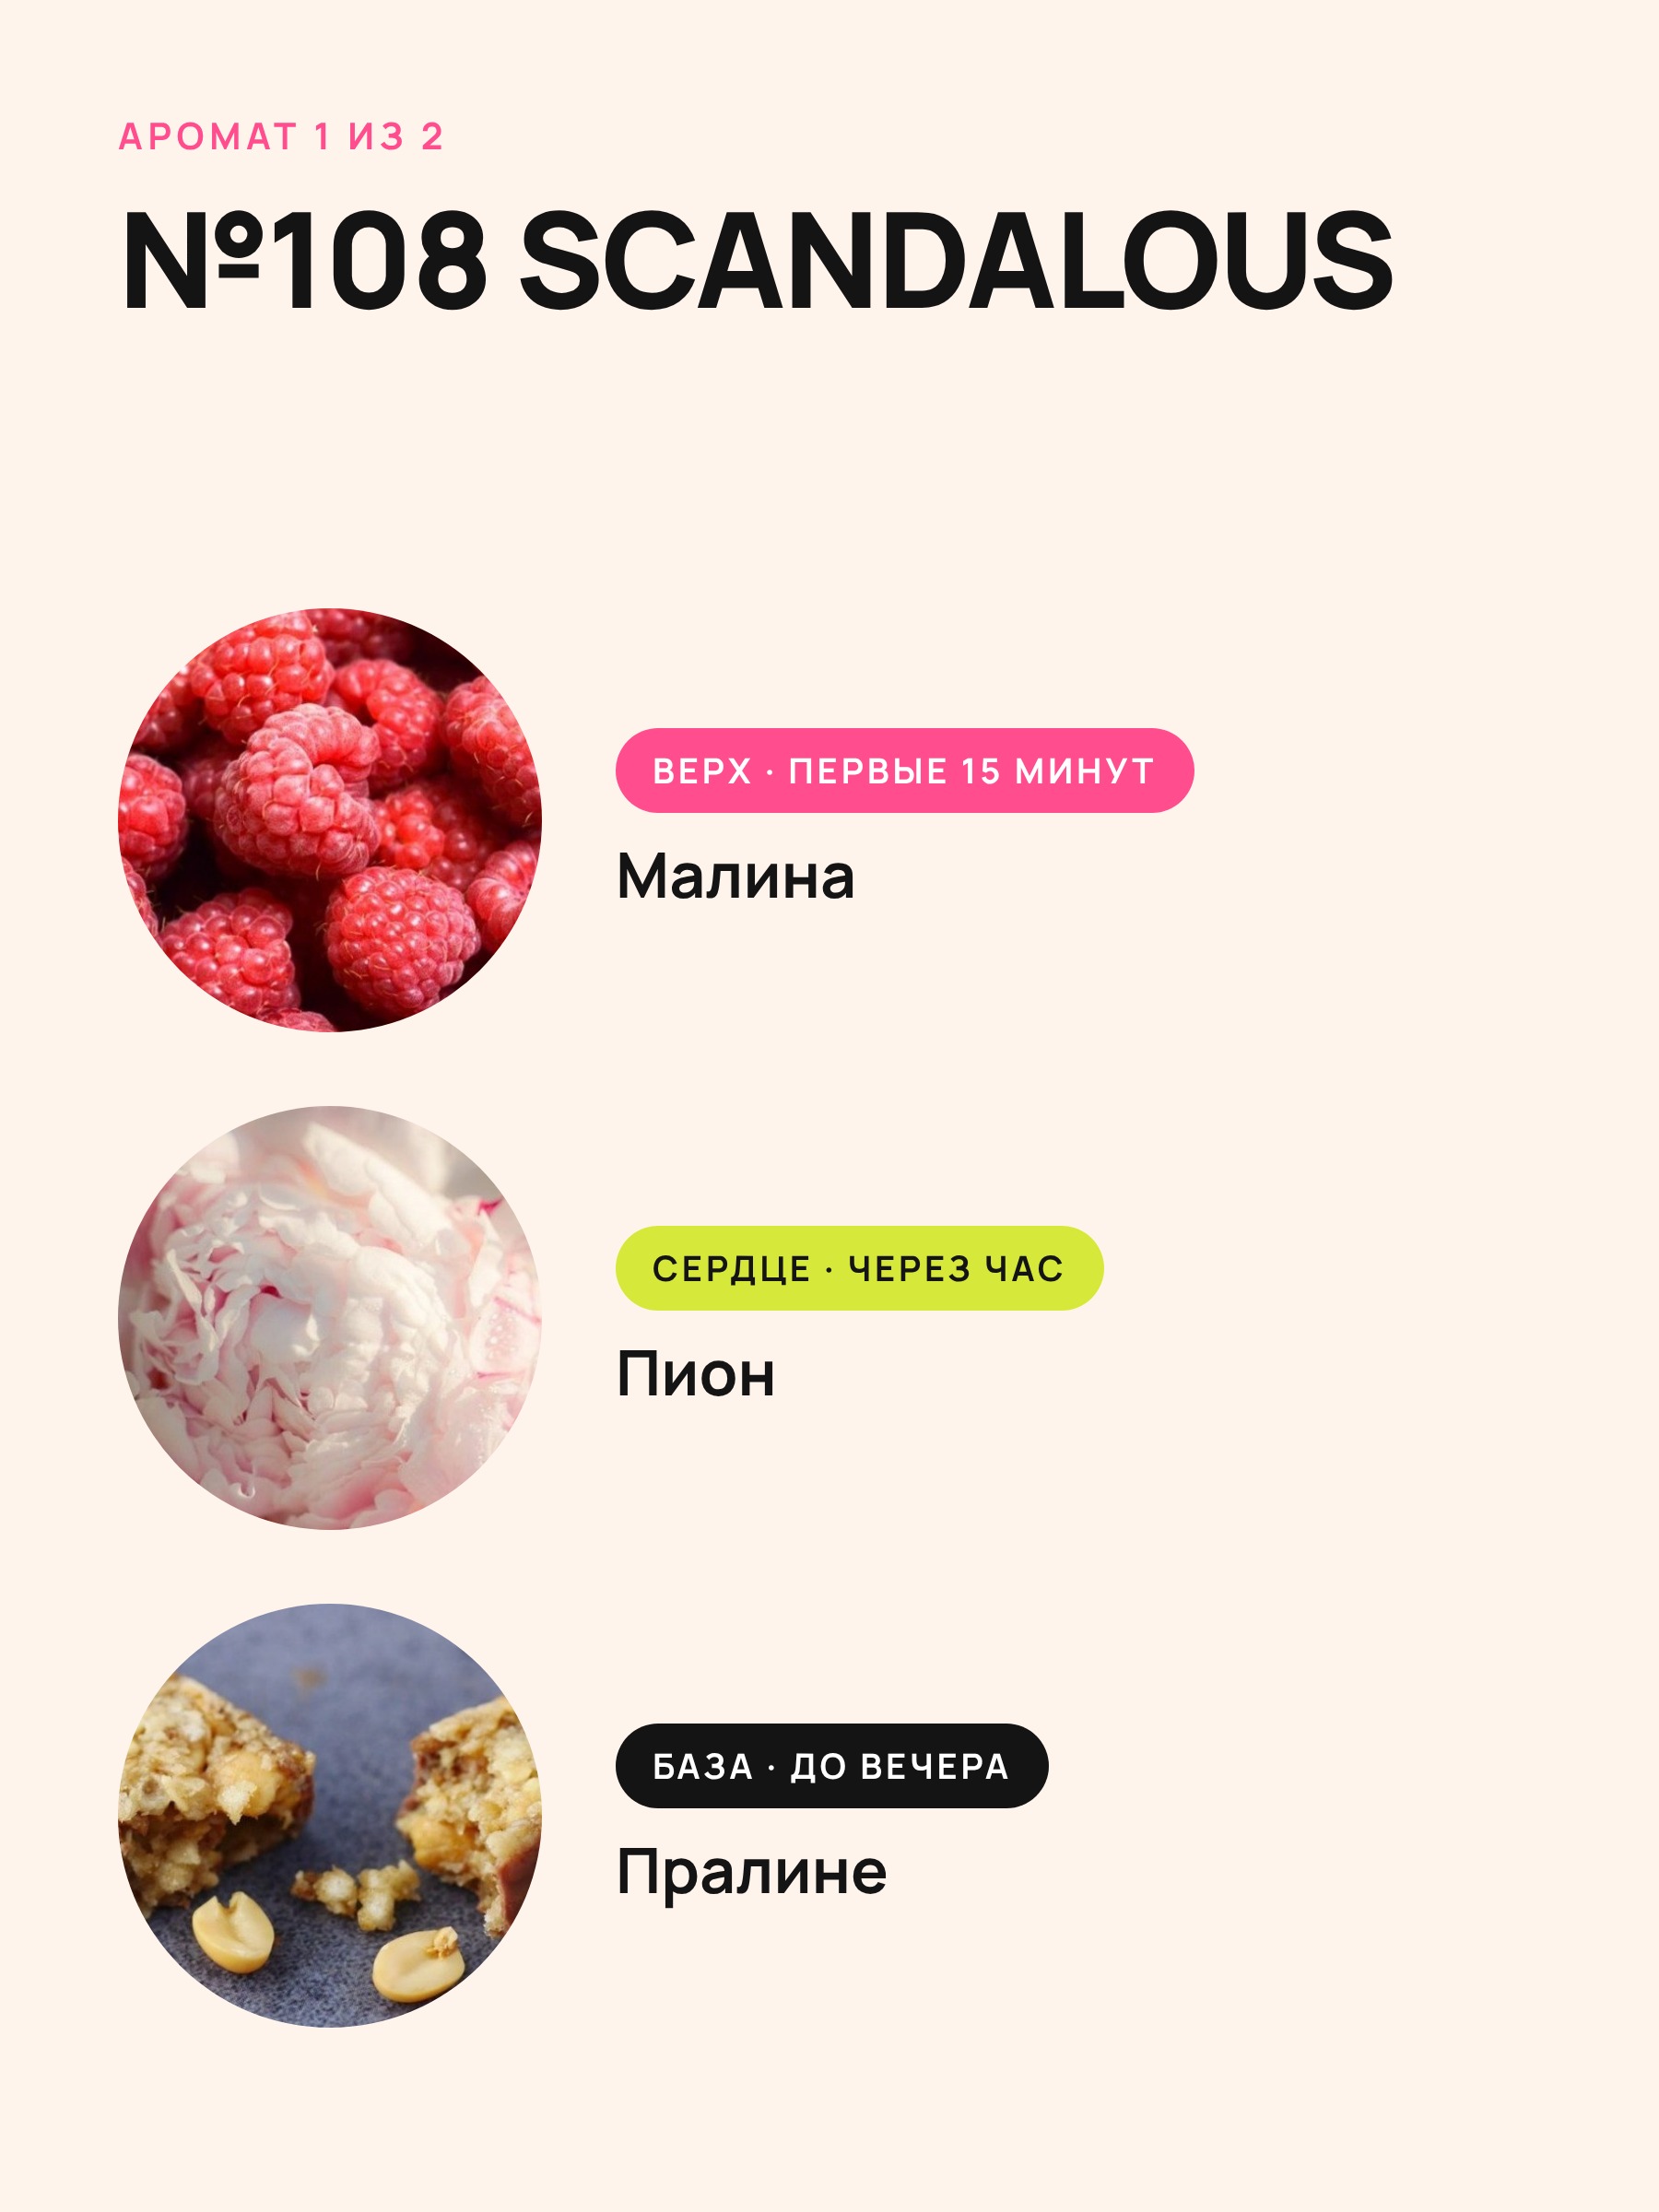 АРОМАТ 1 ИЗ 2
№108 SCANDALOUS
ВЕРХ · ПЕРВЫЕ 15 МИНУТ
Малина
СЕРДЦЕ · ЧЕРЕЗ ЧАС
Пион
БАЗА · ДО ВЕЧЕРА
Пралине